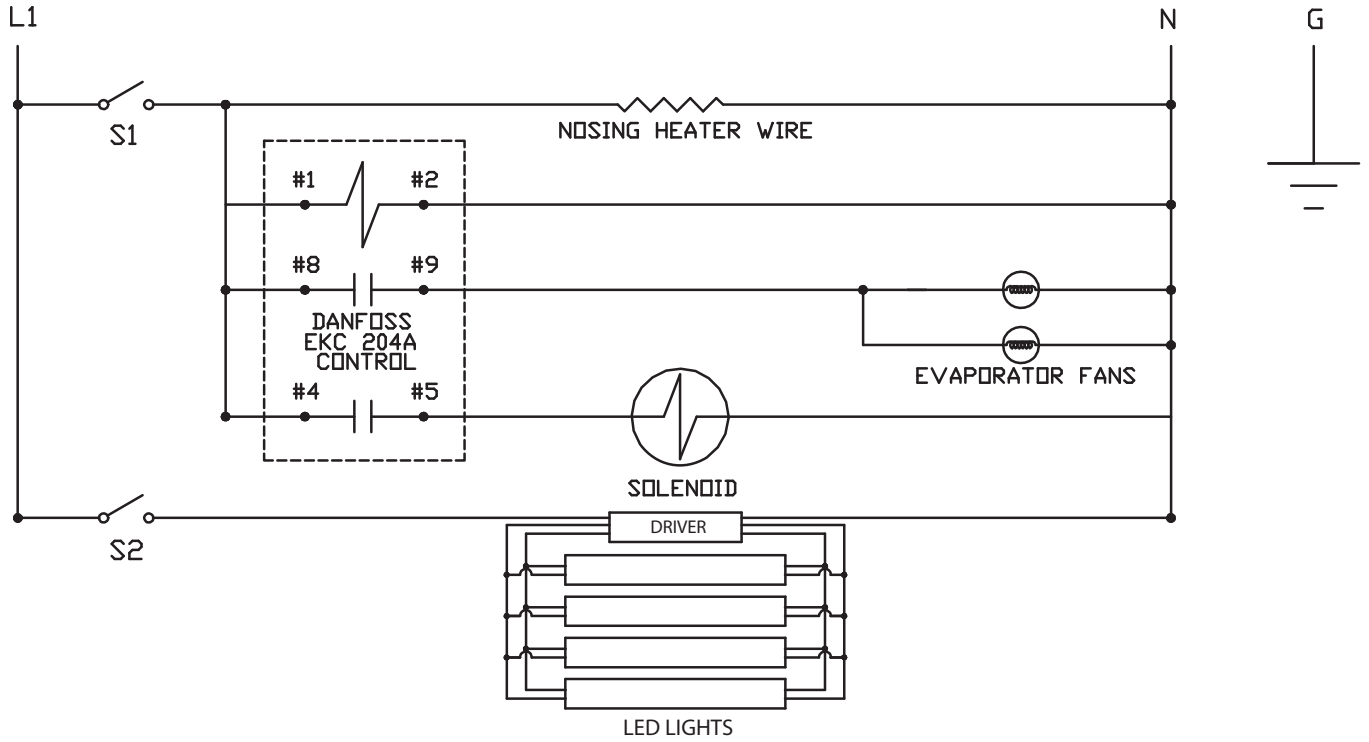 L1
N
G
S1
NOSING HEATER WIRE
#1
#2
#8
#9
DANFOSS
EKC 204A
CONTROL
EVAPORATOR FANS
#4
#5
SOLENOID
S2
DRIVER
LED LIGHTS